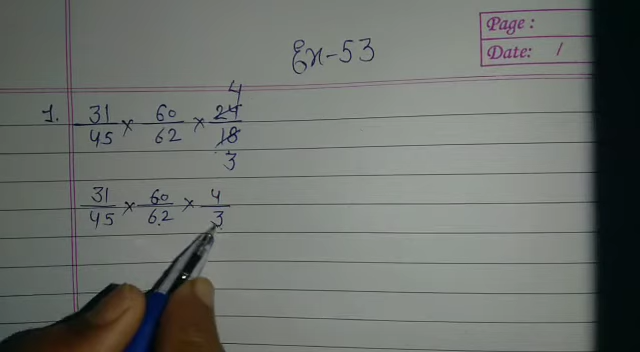 Page :
Date: /
Ex-53
4
1. 31/45 × 60/62 × 24/18
3
31/45 × 60/62 × 4/3